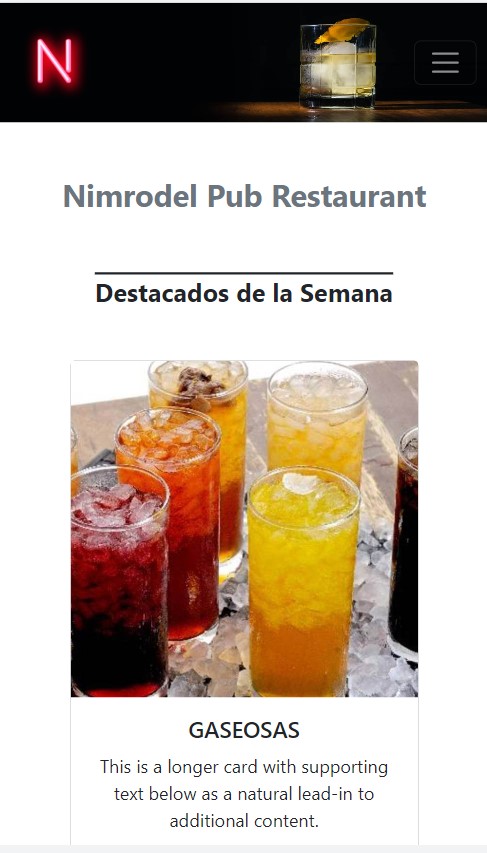 N
Nimrodel Pub Restaurant
Destacados de la Semana
GASEOSAS
This is a longer card with supporting
text below as a natural lead-in to
additional content.